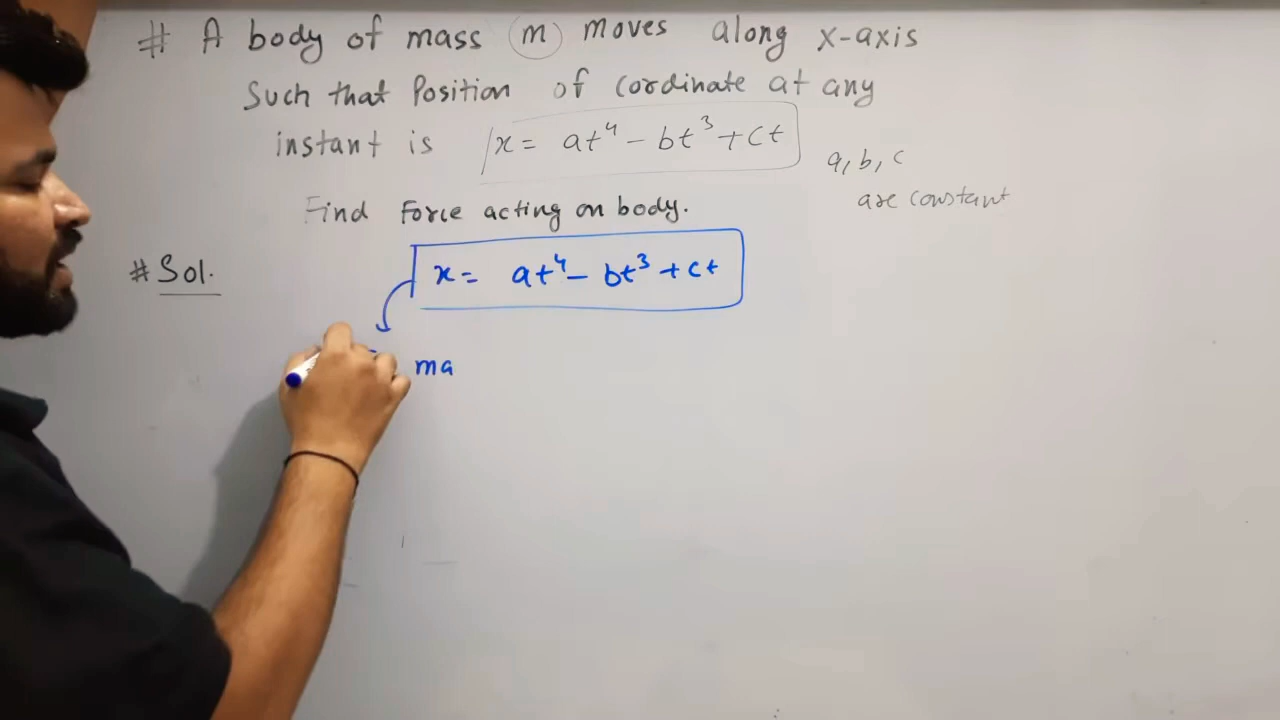 # A body of mass m moves along x-axis
Such that Position of Cordinate at any
instant is x = at⁴ - bt³ + ct
a, b, c
are constant
Find Force acting on body.
# Sol.
x = at⁴ - bt³ + ct
ma